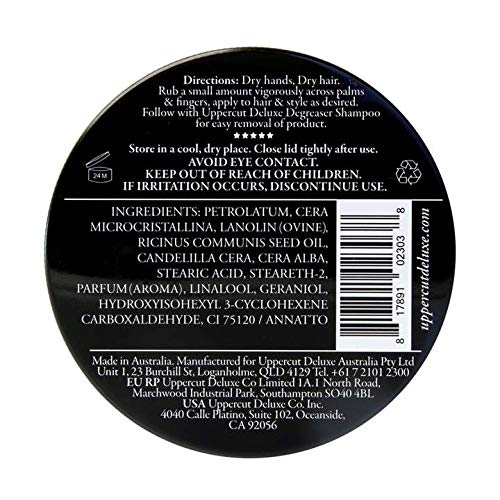 Directions: Dry hands, Dry hair.
Rub a small amount vigorously across palms
& fingers, apply to hair & style as desired.
Follow with Uppercut Deluxe Degreaser Shampoo
for easy removal of product.
★★★★★
Store in a cool, dry place. Close lid tightly after use.
AVOID EYE CONTACT.
KEEP OUT OF REACH OF CHILDREN.
IF IRRITATION OCCURS, DISCONTINUE USE.
24 M
INGREDIENTS: PETROLATUM, CERA
MICROCRISTALLINA, LANOLIN (OVINE),
RICINUS COMMUNIS SEED OIL,
CANDELILLA CERA, CERA ALBA,
STEARIC ACID, STEARETH-2,
PARFUM (AROMA), LINALOOL, GERANIOL,
HYDROXYISOHEXYL 3-CYCLOHEXENE
CARBOXALDEHYDE, CI 75120 / ANNATTO
8 17891 02303 8
uppercutdeluxe.com
Made in Australia. Manufactured for Uppercut Deluxe Australia Pty Ltd
Unit 1, 23 Burchill St, Loganholme, QLD 4129 Tel. +61 7 2101 2300
EU RP Uppercut Deluxe Co Limited 1A.1 North Road,
Marchwood Industrial Park, Southampton SO40 4BL
USA Uppercut Deluxe Co. Inc.
4040 Calle Platino, Suite 102, Oceanside,
CA 92056